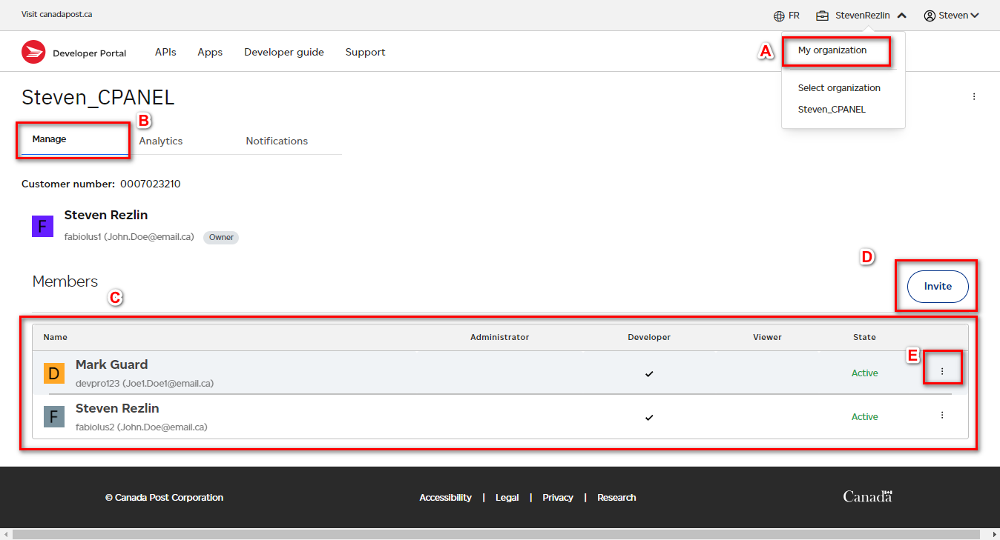 Visit canadapost.ca
FR
StevenRezlin
Steven
Developer Portal
APIs
Apps
Developer guide
Support
A
My organization
Select organization
Steven_CPANEL
Steven_CPANEL
B
Manage
Analytics
Notifications
Customer number: 0007023210
F
Steven Rezlin
fabiolus1 (John.Doe@email.ca)
Owner
D
Members
Invite
C
Name
Administrator
Developer
Viewer
State
E
D
Mark Guard
devpro123 (Joe1.Doe1@email.ca)
Active
F
Steven Rezlin
fabiolus2 (John.Doe@email.ca)
Active
© Canada Post Corporation
Accessibility | Legal | Privacy | Research
Canada